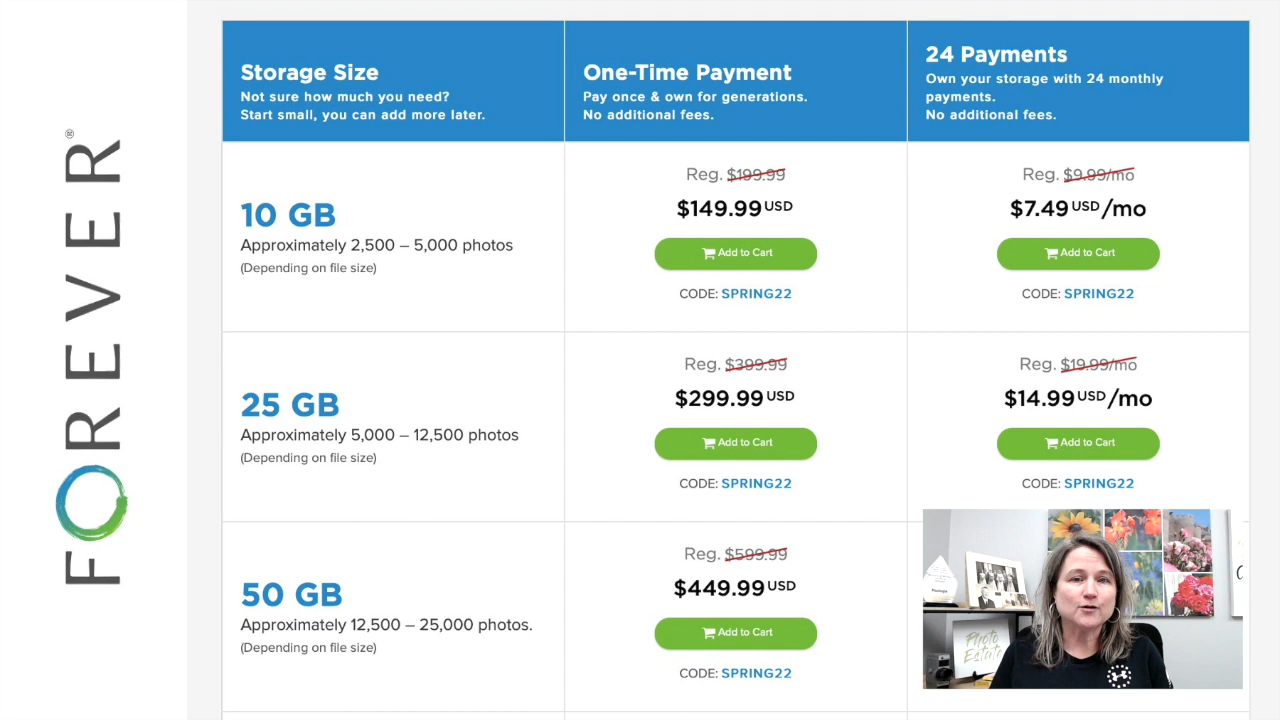 FOREVER®
Storage Size
Not sure how much you need?
Start small, you can add more later.
One-Time Payment
Pay once & own for generations.
No additional fees.
24 Payments
Own your storage with 24 monthly
payments.
No additional fees.
10 GB
Approximately 2,500 – 5,000 photos
(Depending on file size)
Reg. $199.99
$149.99 USD
Add to Cart
CODE: SPRING22
Reg. $9.99/mo
$7.49 USD/mo
Add to Cart
CODE: SPRING22
25 GB
Approximately 5,000 – 12,500 photos
(Depending on file size)
Reg. $399.99
$299.99 USD
Add to Cart
CODE: SPRING22
Reg. $19.99/mo
$14.99 USD/mo
Add to Cart
CODE: SPRING22
50 GB
Approximately 12,500 – 25,000 photos.
(Depending on file size)
Reg. $599.99
$449.99 USD
Add to Cart
CODE: SPRING22
Photo
Estate